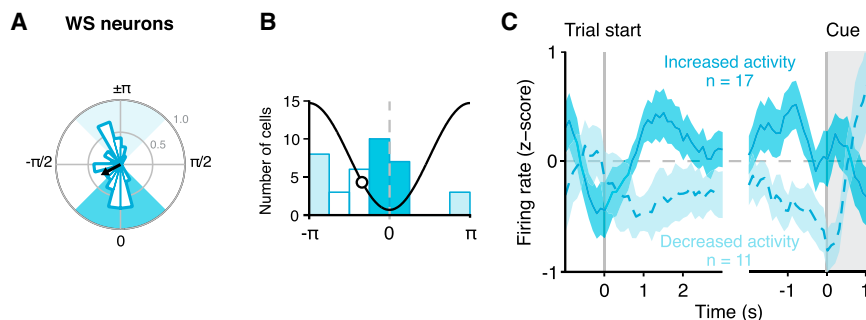 A
WS neurons
±π
1.0
0.5
-π/2
π/2
0
B
Number of cells
15
10
5
0
-π
0
π
C
Trial start
Cue
Increased activity
n = 17
Firing rate (z−score)
1
0
-1
Decreased activity
n = 11
0
1
2
-1
0
1
Time (s)